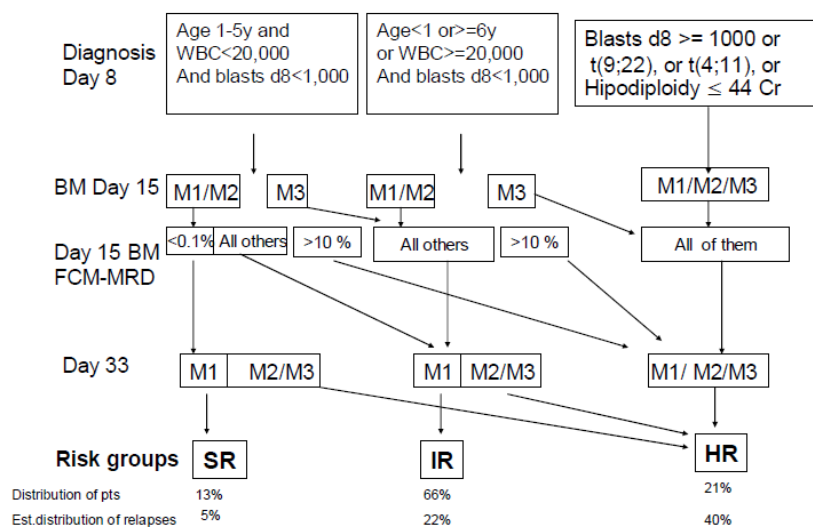 Diagnosis
Day 8
Age 1-5y and
WBC<20,000
And blasts d8<1,000
Age<1 or>=6y
or WBC>=20,000
And blasts d8<1,000
Blasts d8 >= 1000 or
t(9;22), or t(4;11), or
Hipodiploidy ≤ 44 Cr
BM Day 15
M1/M2
M3
M1/M2
M3
M1/M2/M3
Day 15 BM
FCM-MRD
<0.1%
All others
>10 %
All others
>10 %
All of them
Day 33
M1
M2/M3
M1
M2/M3
M1/ M2/M3
Risk groups
SR
IR
HR
Distribution of pts
13%
66%
21%
Est.distribution of relapses
5%
22%
40%